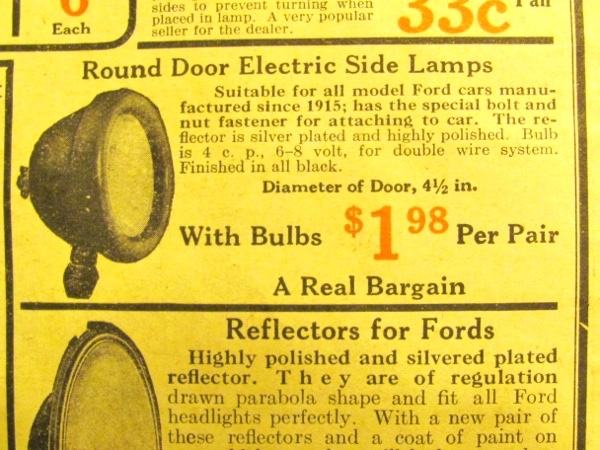 6
Each
sides to prevent turning when
placed in lamp. A very popular
seller for the dealer.
33c
Round Door Electric Side Lamps
Suitable for all model Ford cars manu-
factured since 1915; has the special bolt and
nut fastener for attaching to car. The re-
flector is silver plated and highly polished. Bulb
is 4 c. p., 6-8 volt, for double wire system.
Finished in all black.
Diameter of Door, 4½ in.
With Bulbs $1 98 Per Pair
A Real Bargain
Reflectors for Fords
Highly polished and silvered plated
reflector. They are of regulation
drawn parabola shape and fit all Ford
headlights perfectly. With a new pair of
these reflectors and a coat of paint on